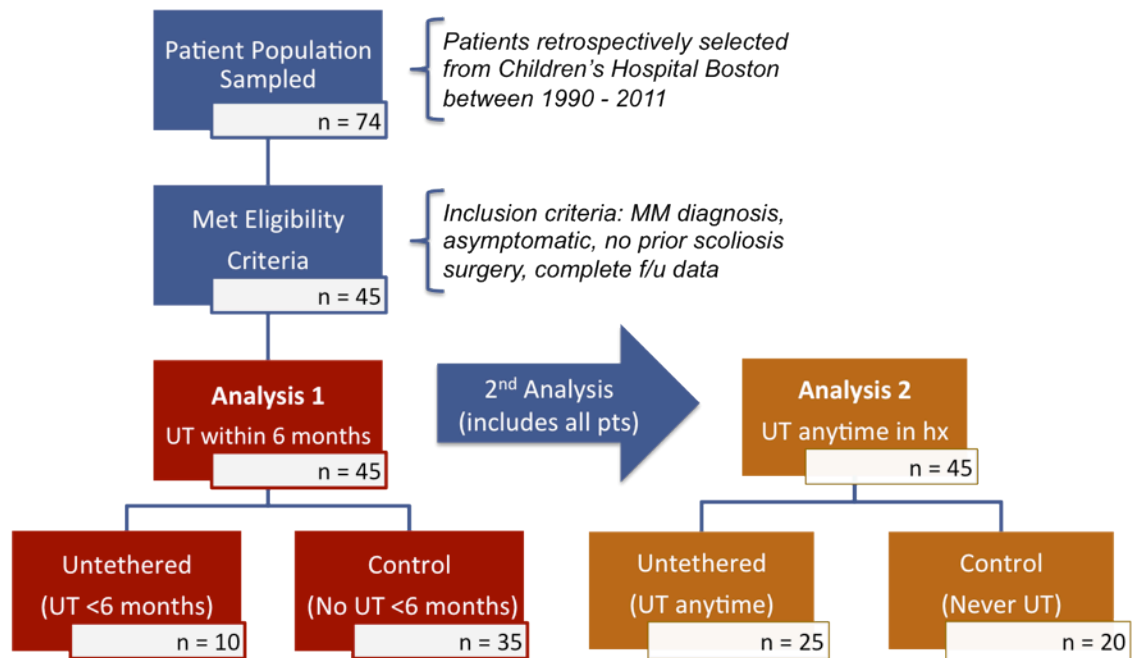 Patient Population
Sampled
n = 74
Patients retrospectively selected
from Children's Hospital Boston
between 1990 - 2011
Met Eligibility
Criteria
n = 45
Inclusion criteria: MM diagnosis,
asymptomatic, no prior scoliosis
surgery, complete f/u data
Analysis 1
UT within 6 months
n = 45
2nd Analysis
(includes all pts)
Analysis 2
UT anytime in hx
n = 45
Untethered
(UT <6 months)
n = 10
Control
(No UT <6 months)
n = 35
Untethered
(UT anytime)
n = 25
Control
(Never UT)
n = 20